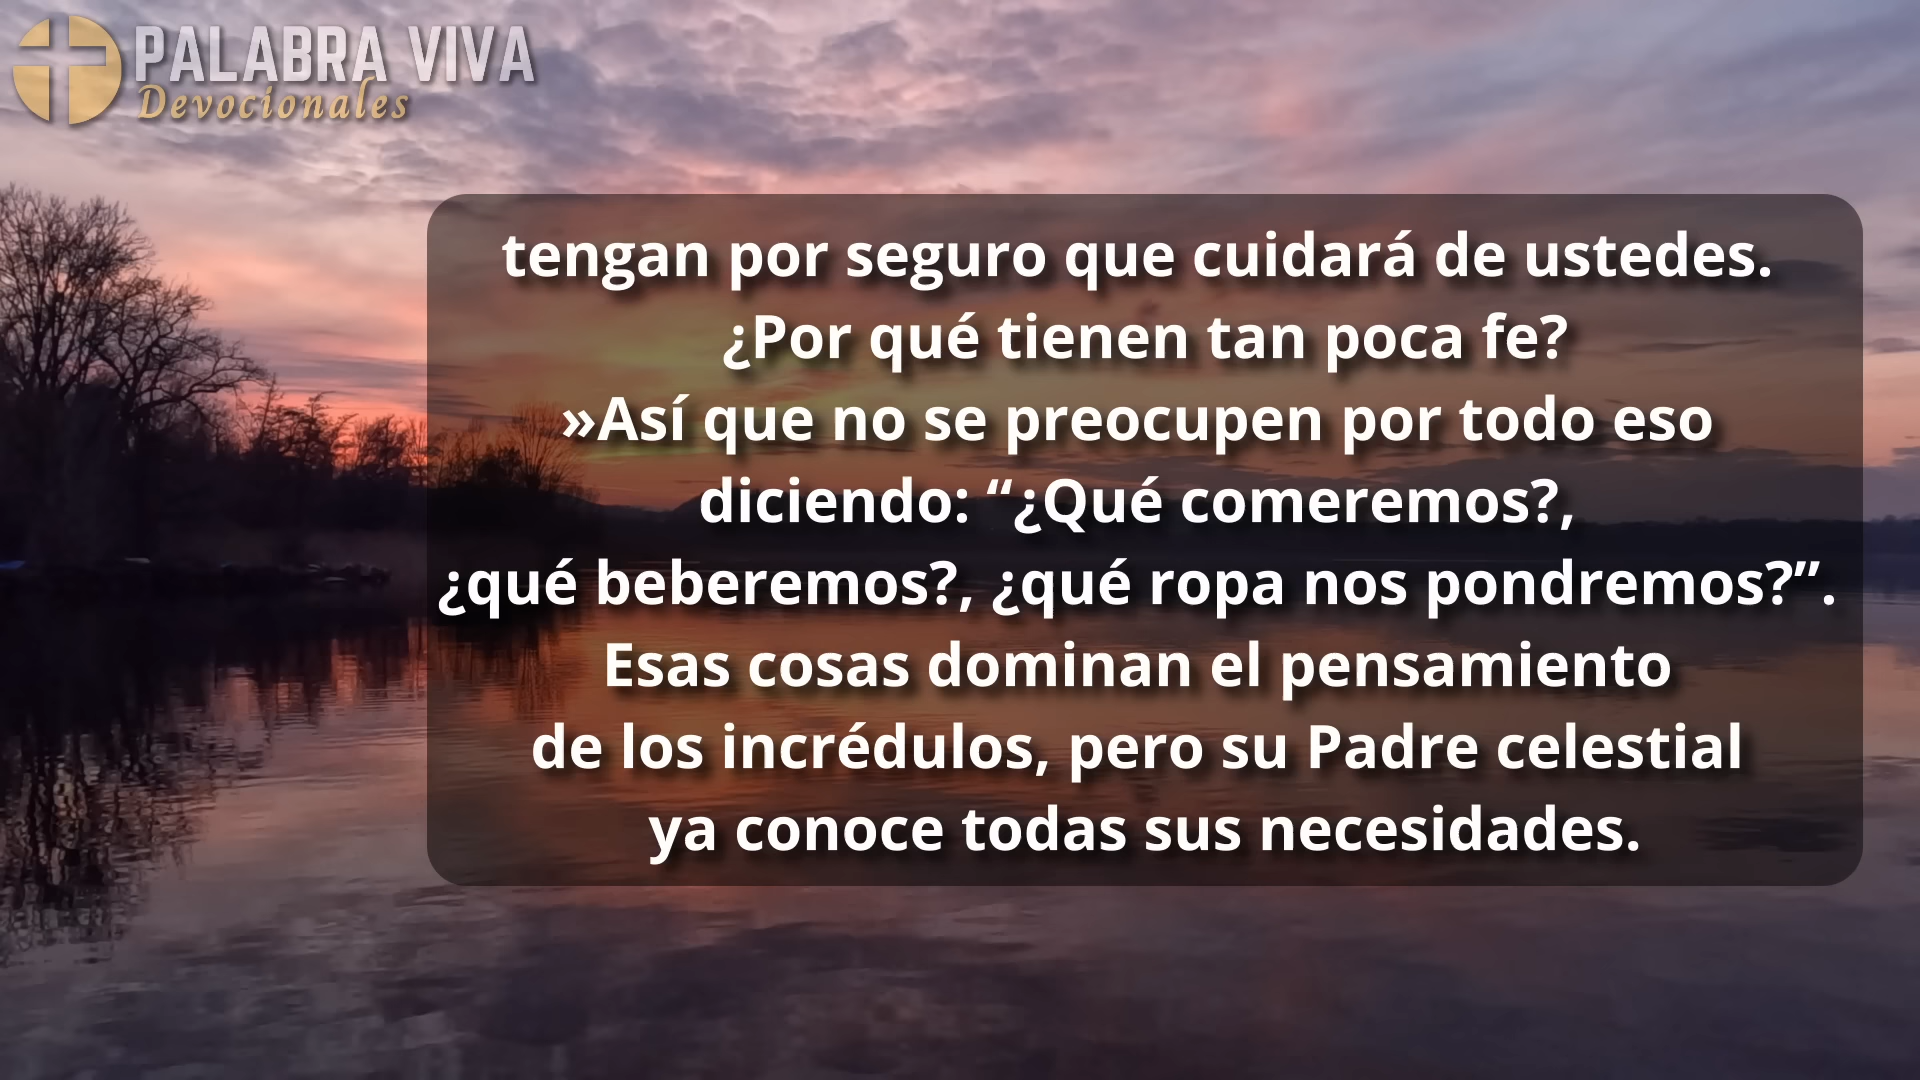 PALABRA VIVA
Devocionales
tengan por seguro que cuidará de ustedes.
¿Por qué tienen tan poca fe?
»Así que no se preocupen por todo eso
diciendo: “¿Qué comeremos?,
¿qué beberemos?, ¿qué ropa nos pondremos?”.
Esas cosas dominan el pensamiento
de los incrédulos, pero su Padre celestial
ya conoce todas sus necesidades.